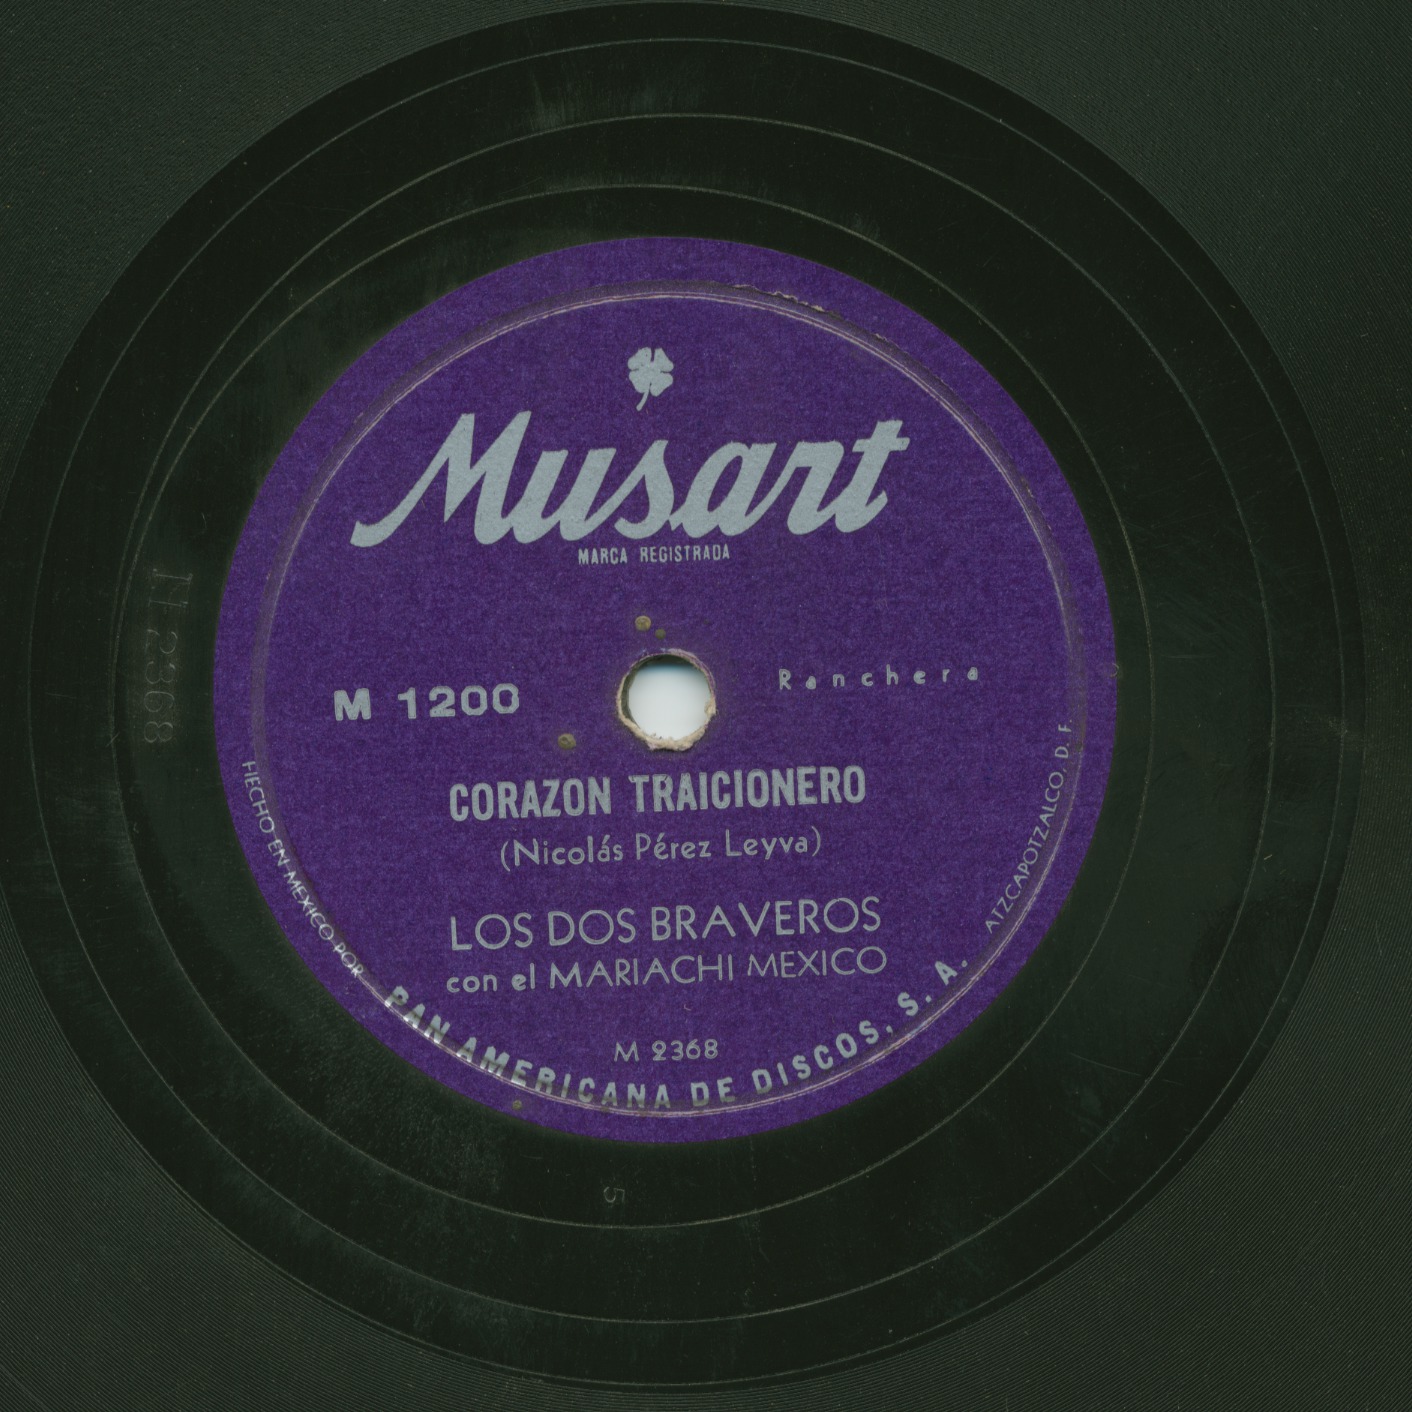 Musart
MARCA REGISTRADA
M 1200
Ranchera
CORAZON TRAICIONERO
(Nicolás Pérez Leyva)
LOS DOS BRAVEROS
con el MARIACHI MEXICO
M 2368
HECHO EN MEXICO POR PAN AMERICANA DE DISCOS, S. A. ATZCAPOTZALCO, D. F.
2368
5